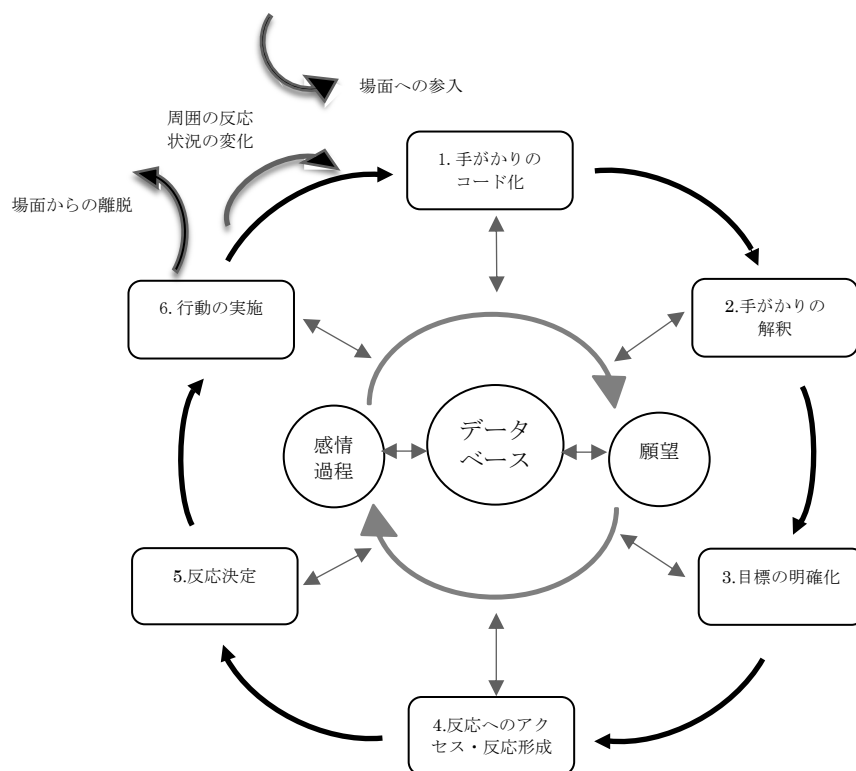 場面への参入
周囲の反応
状況の変化
場面からの離脱
1. 手がかりの
コード化
2.手がかりの
解釈
3.目標の明確化
4.反応へのアク
セス・反応形成
5.反応決定
6. 行動の実施
感情
過程
データ
ベース
願望